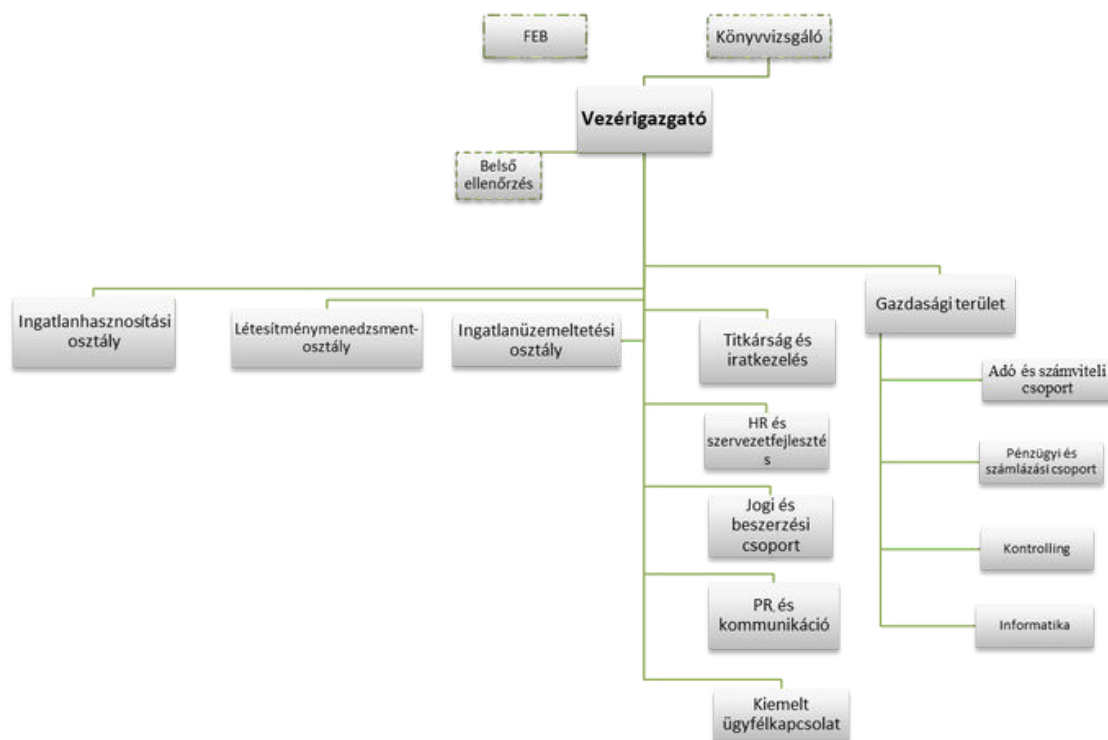 FEB
Könyvvizsgáló
Vezérigazgató
Belső
ellenőrzés
Ingatlanhasznosítási
osztály
Létesítménymenedzsment-
osztály
Ingatlanüzemeltetési
osztály
Titkárság és
iratkezelés
Gazdasági terület
Adó és számviteli
csoport
HR és
szervezetfejleszté
s
Pénzügyi és
számlázási csoport
Jogi és
beszerzési
csoport
Kontrolling
PR és
kommunikáció
Informatika
Kiemelt
ügyfélkapcsolat